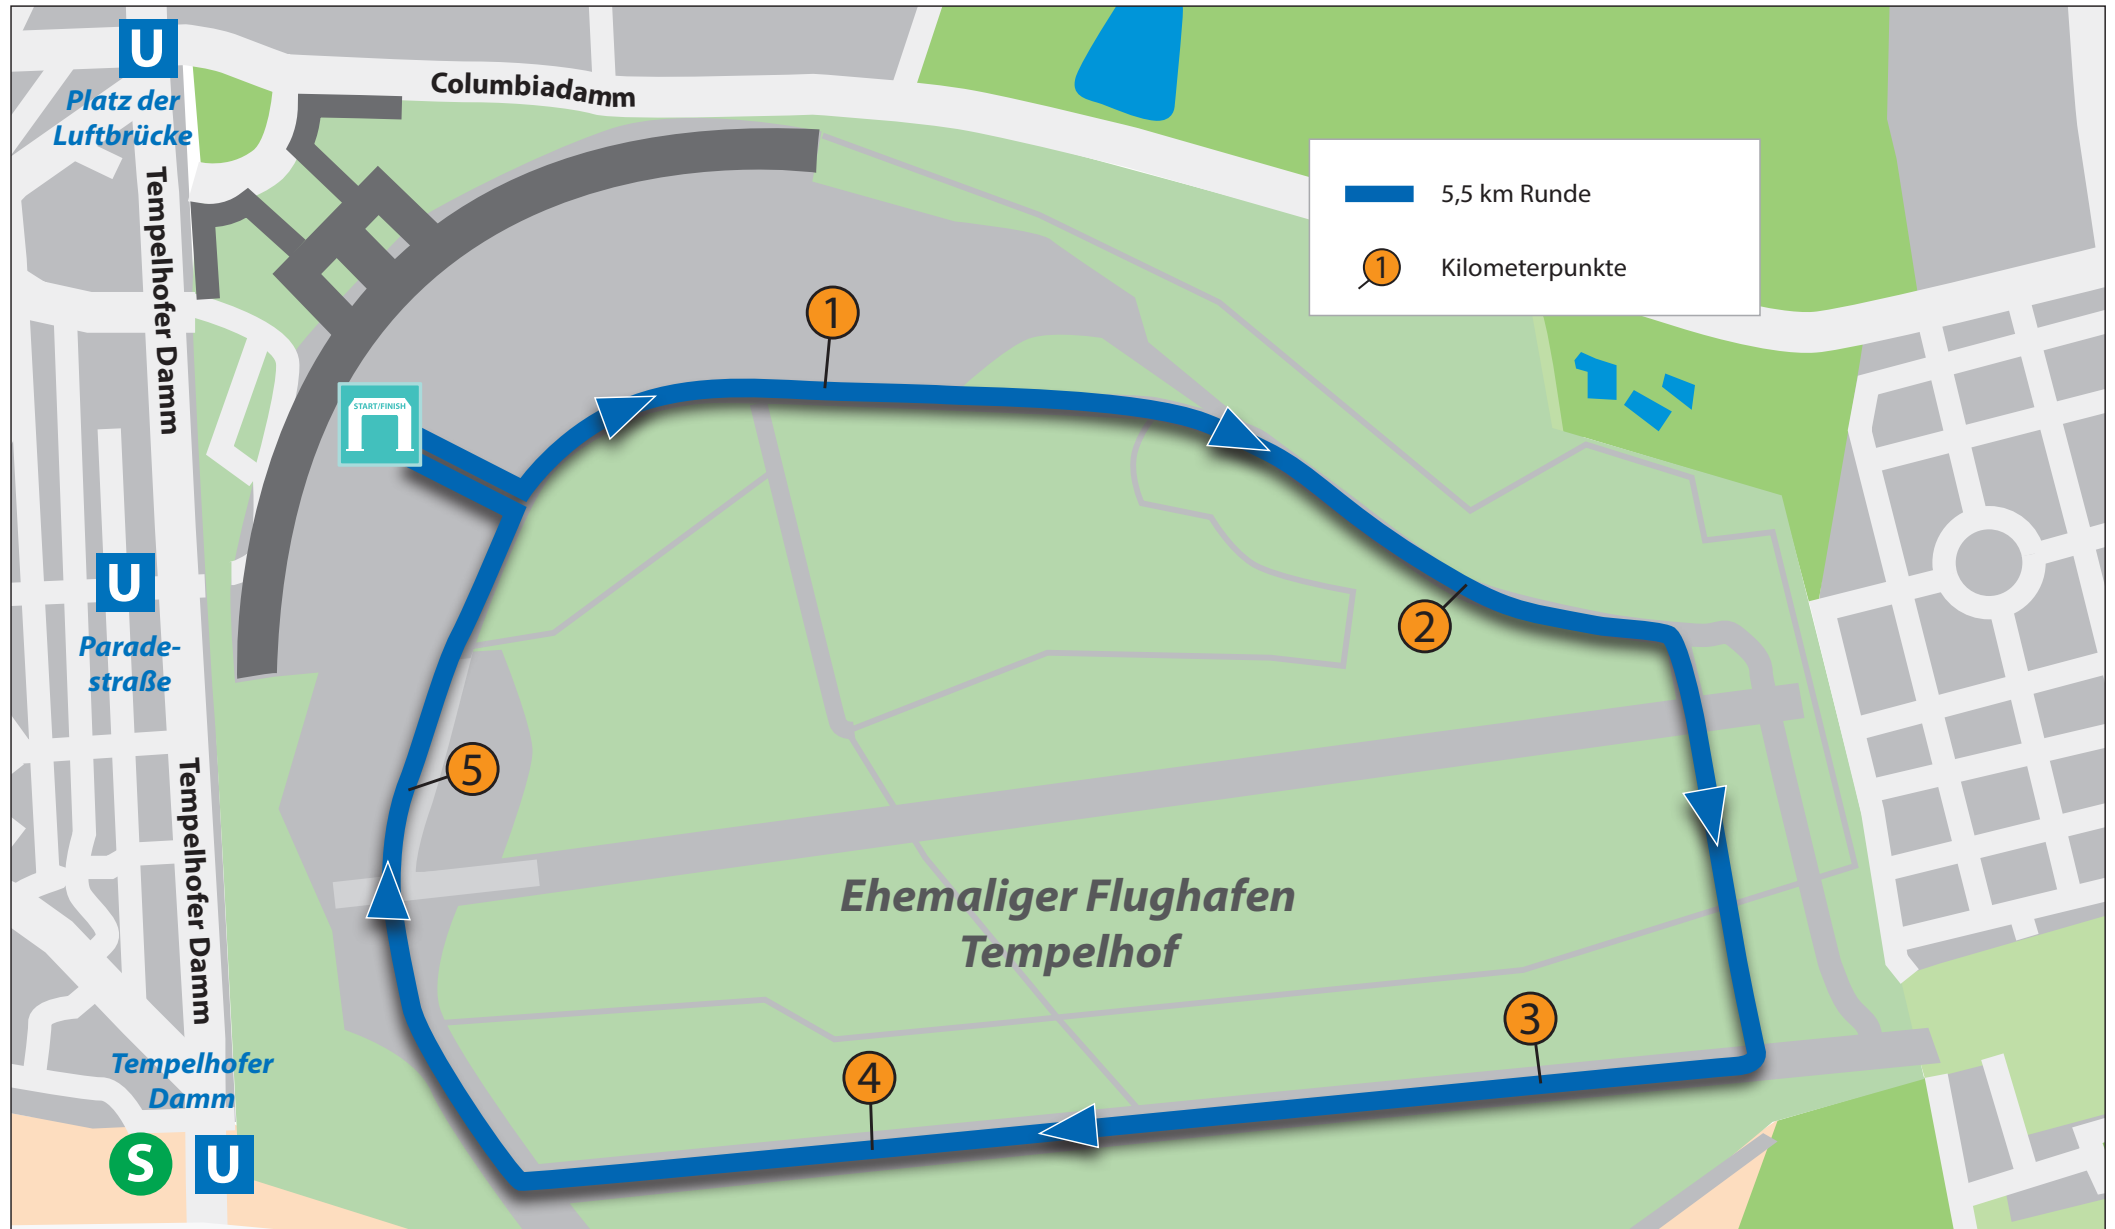 U
Platz der
Luftbrücke
Columbiadamm
Tempelhofer Damm
5,5 km Runde
1
Kilometerpunkte
1
START/FINISH
2
U
Parade-
straße
5
Tempelhofer Damm
Ehemaliger Flughafen
Tempelhof
3
4
Tempelhofer
Damm
S
U